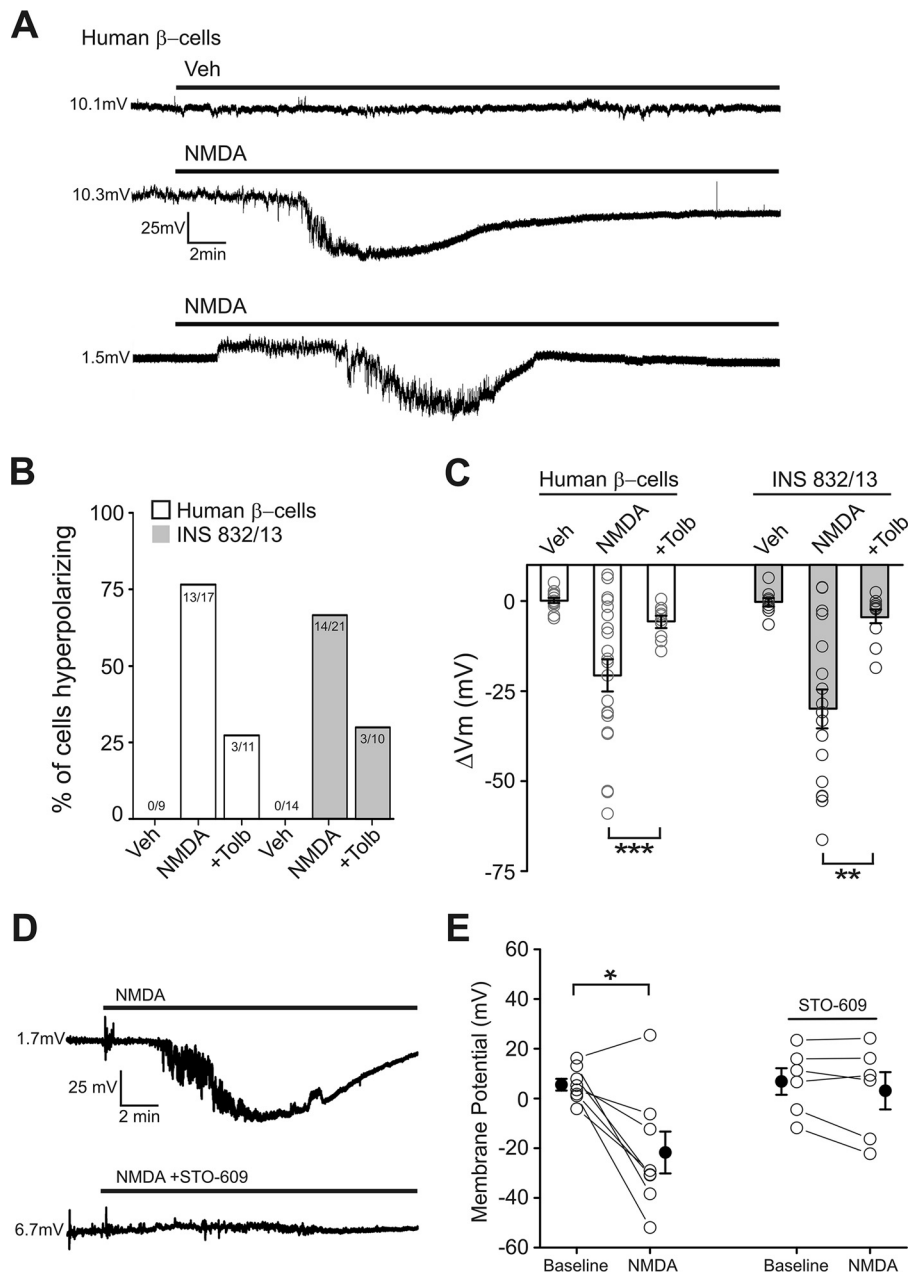 A
Human β−cells
Veh
10.1mV
NMDA
10.3mV
25mV
2min
NMDA
1.5mV
B
% of cells hyperpolarizing
100
75
50
25
0
Human β−cells
INS 832/13
0/9
13/17
3/11
0/14
14/21
3/10
Veh
NMDA
+Tolb
Veh
NMDA
+Tolb
C
Human β−cells
INS 832/13
Veh
NMDA
+Tolb
Veh
NMDA
+Tolb
ΔVm (mV)
0
-25
-50
-75
***
**
D
NMDA
1.7mV
25 mV
2 min
NMDA +STO-609
6.7mV
E
Membrane Potential (mV)
60
40
20
0
-20
-40
-60
*
STO-609
Baseline
NMDA
Baseline
NMDA